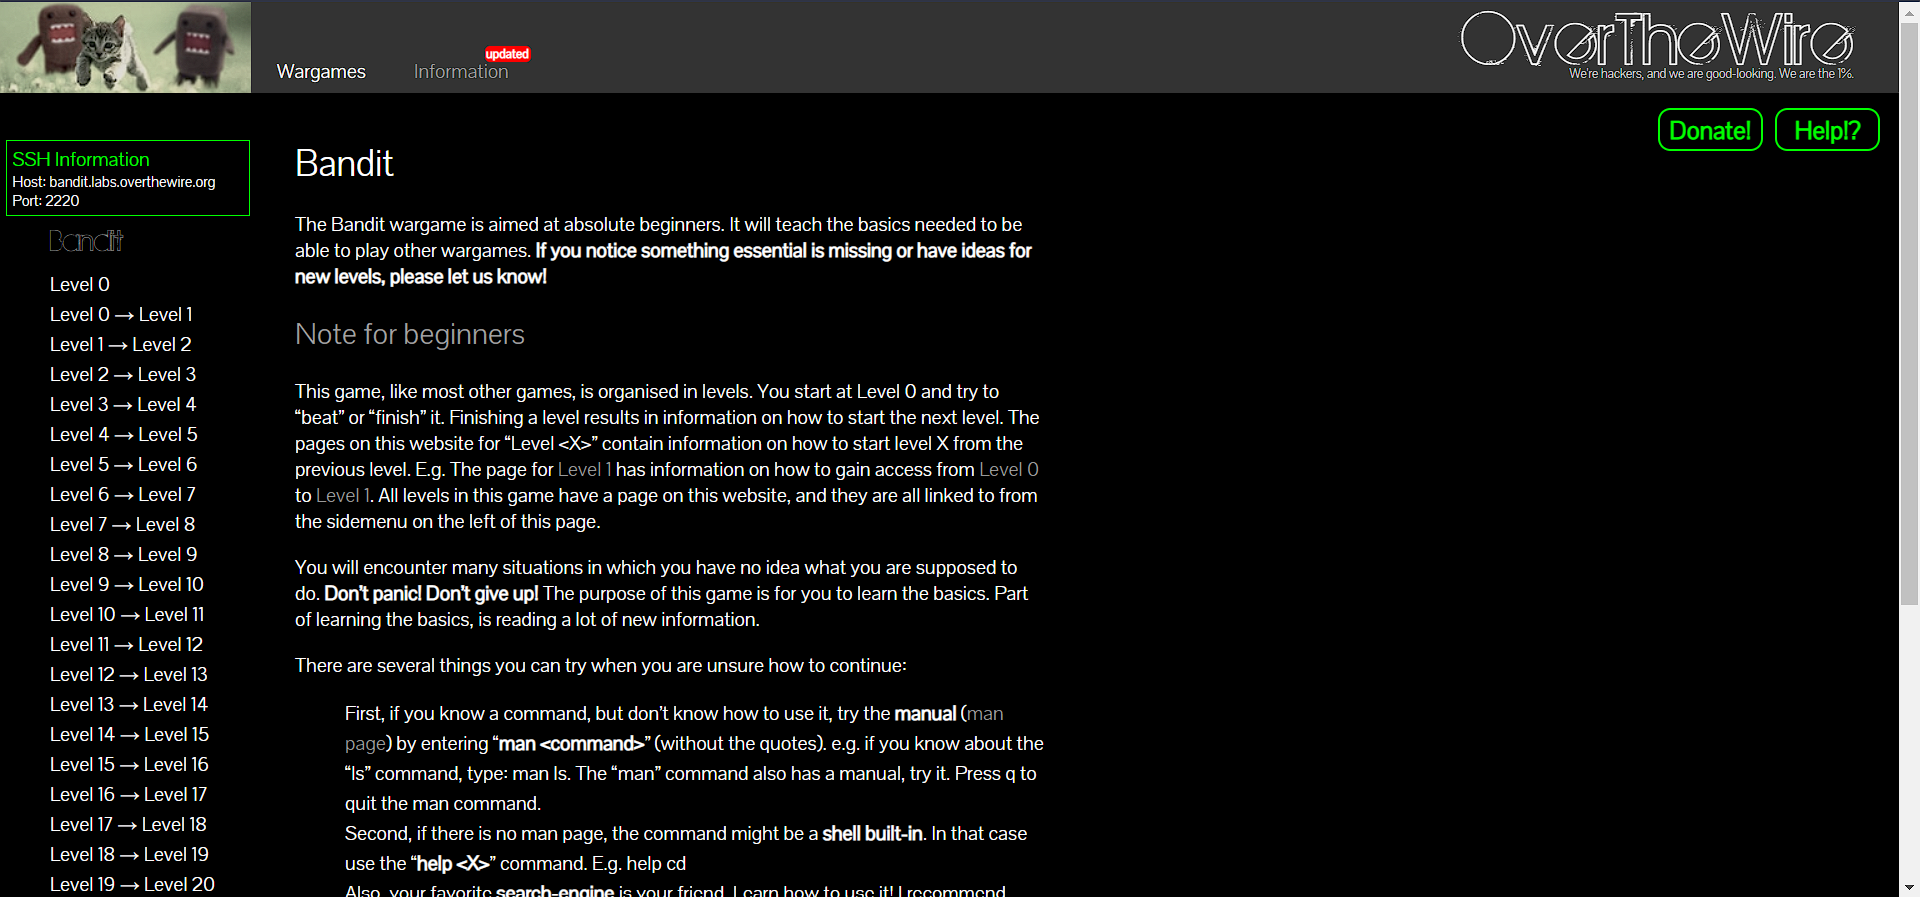 Wargames
Information
updated
OverTheWire
We're hackers, and we are good-looking. We are the 1%.
Donate!
Help!?
SSH Information
Host: bandit.labs.overthewire.org
Port: 2220
Bandit
Level 0
Level 0 → Level 1
Level 1 → Level 2
Level 2 → Level 3
Level 3 → Level 4
Level 4 → Level 5
Level 5 → Level 6
Level 6 → Level 7
Level 7 → Level 8
Level 8 → Level 9
Level 9 → Level 10
Level 10 → Level 11
Level 11 → Level 12
Level 12 → Level 13
Level 13 → Level 14
Level 14 → Level 15
Level 15 → Level 16
Level 16 → Level 17
Level 17 → Level 18
Level 18 → Level 19
Level 19 → Level 20
Bandit
The Bandit wargame is aimed at absolute beginners. It will teach the basics needed to be
able to play other wargames. If you notice something essential is missing or have ideas for
new levels, please let us know!
Note for beginners
This game, like most other games, is organised in levels. You start at Level 0 and try to
“beat” or “finish” it. Finishing a level results in information on how to start the next level. The
pages on this website for “Level <X>” contain information on how to start level X from the
previous level. E.g. The page for Level 1 has information on how to gain access from Level 0
to Level 1. All levels in this game have a page on this website, and they are all linked to from
the sidemenu on the left of this page.
You will encounter many situations in which you have no idea what you are supposed to
do. Don’t panic! Don’t give up! The purpose of this game is for you to learn the basics. Part
of learning the basics, is reading a lot of new information.
There are several things you can try when you are unsure how to continue:
First, if you know a command, but don’t know how to use it, try the manual (man
page) by entering “man <command>” (without the quotes). e.g. if you know about the
“ls” command, type: man ls. The “man” command also has a manual, try it. Press q to
quit the man command.
Second, if there is no man page, the command might be a shell built-in. In that case
use the “help <X>” command. E.g. help cd
Also, your favorite search-engine is your friend. Learn how to use it! I recommend